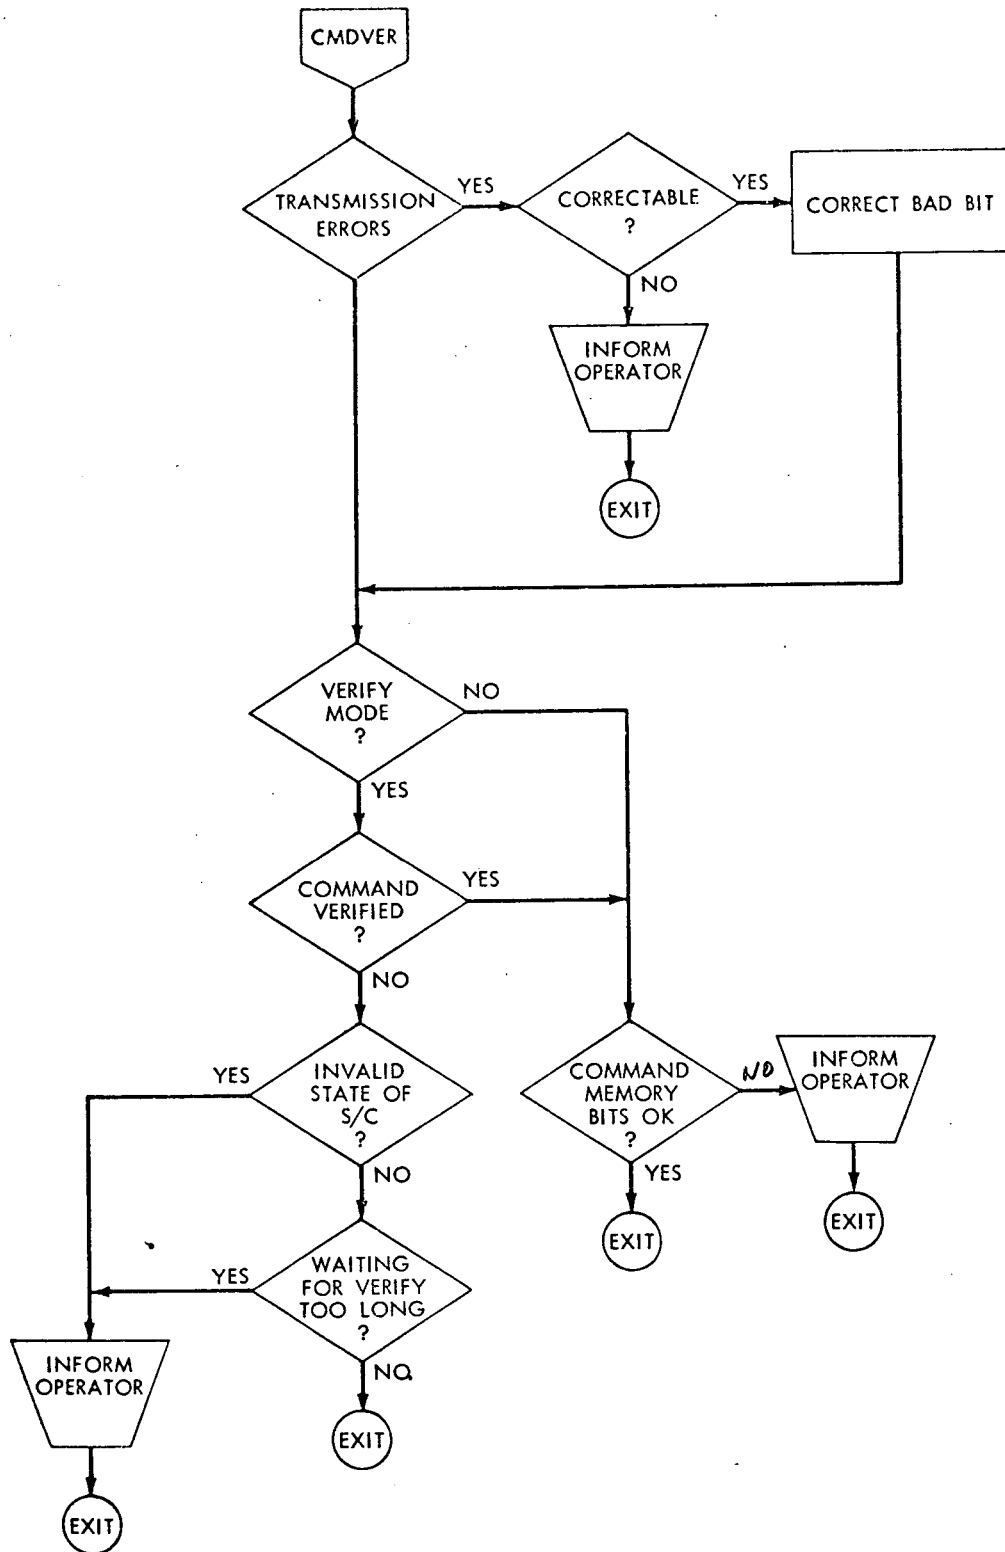 CMDVER
TRANSMISSION
ERRORS
YES
CORRECTABLE
?
YES
CORRECT BAD BIT
NO
INFORM
OPERATOR
EXIT
VERIFY
MODE
?
NO
YES
COMMAND
VERIFIED
?
YES
NO
INVALID
STATE OF
S/C
?
YES
NO
COMMAND
MEMORY
BITS OK
?
NO
INFORM
OPERATOR
EXIT
YES
EXIT
WAITING
FOR VERIFY
TOO LONG
?
YES
NO
EXIT
INFORM
OPERATOR
EXIT